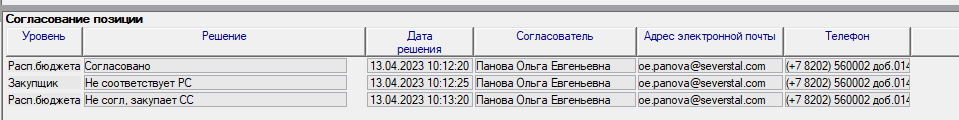 Согласование позиции
Уровень Решение Дата решения Согласователь Адрес электронной почты Телефон
Расп.бюджета Согласовано 13.04.2023 10:12:20 Панова Ольга Евгеньевна oe.panova@severstal.com (+7 8202) 560002 доб.014
Закупщик Не соответствует РС 13.04.2023 10:12:25 Панова Ольга Евгеньевна oe.panova@severstal.com (+7 8202) 560002 доб.014
Расп.бюджета Не согл, закупает СС 13.04.2023 10:13:20 Панова Ольга Евгеньевна oe.panova@severstal.com (+7 8202) 560002 доб.014